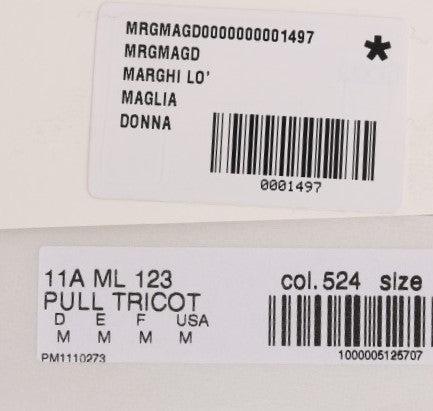 MRGMAGD0000000001497
MRGMAGD
MARGHI LO'
MAGLIA
DONNA
*
0001497
11A ML 123 col. 524 size
PULL TRICOT
D E F USA
M M M M
PM1110273
1000005125707